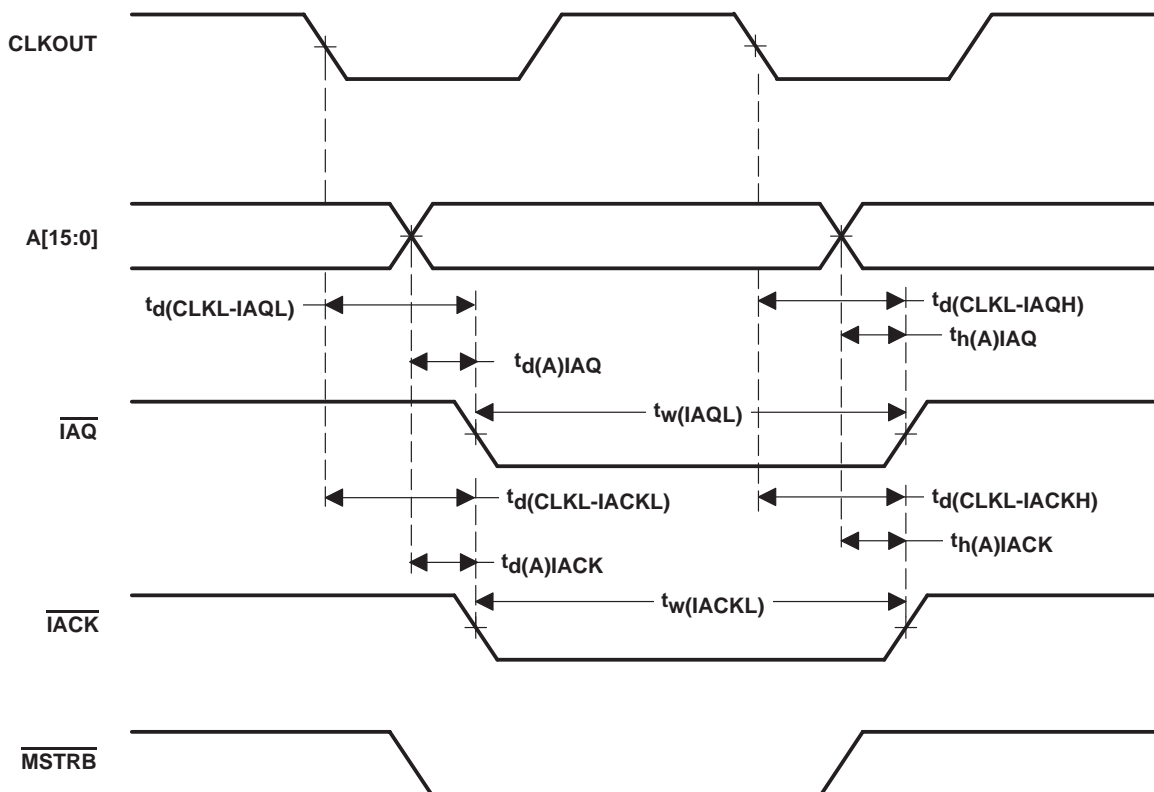 CLKOUT
A[15:0]
td(CLKL-IAQL)
td(CLKL-IAQH)
th(A)IAQ
td(A)IAQ
tw(IAQL)
IAQ
td(CLKL-IACKL)
td(CLKL-IACKH)
th(A)IACK
td(A)IACK
tw(IACKL)
IACK
MSTRB